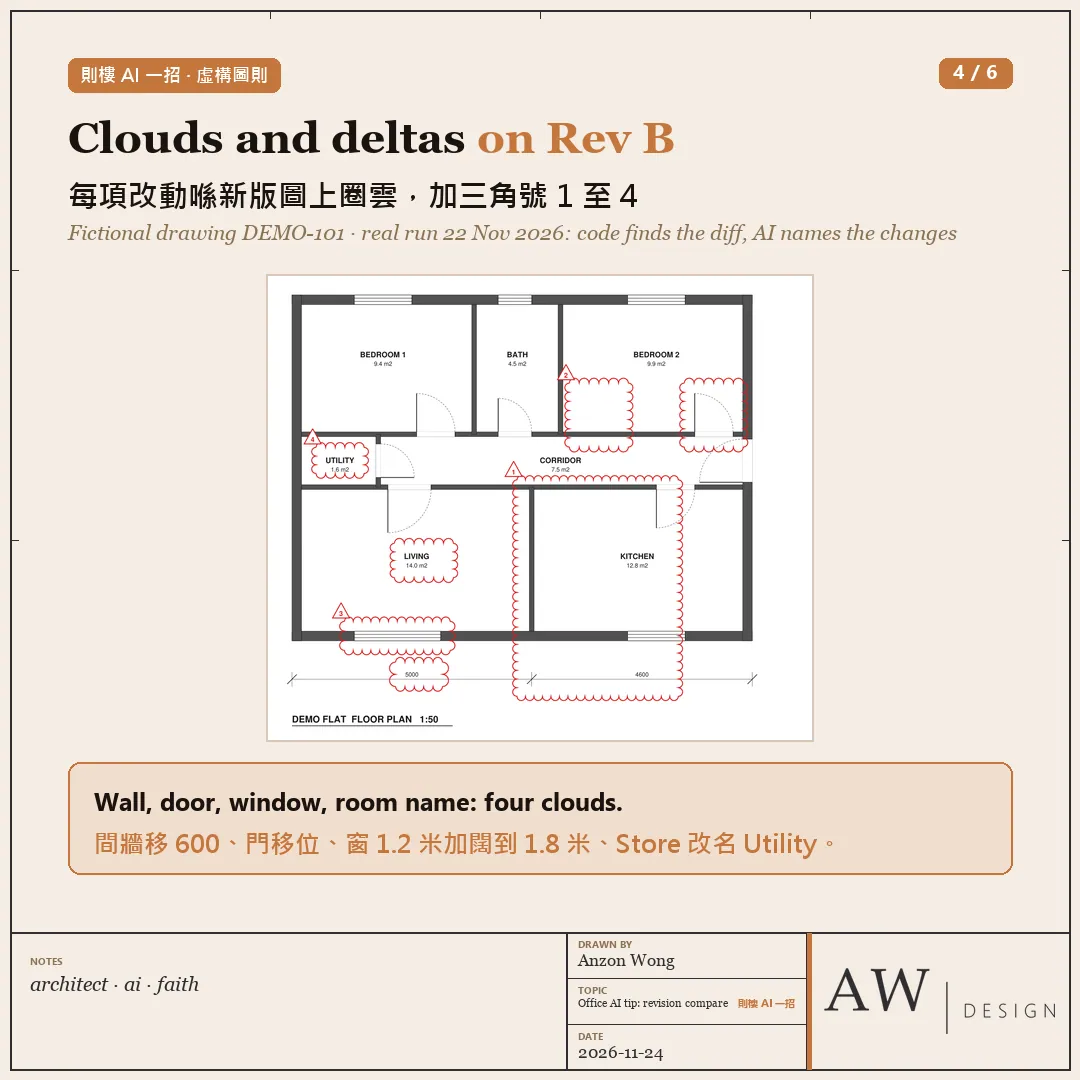 則樓 AI 一招 · 虛構圖則
4 / 6
Clouds and deltas on Rev B
每項改動喺新版圖上圈雲，加三角號 1 至 4
Fictional drawing DEMO-101 · real run 22 Nov 2026: code finds the diff, AI names the changes
BEDROOM 1
9.4 m2
BATH
4.5 m2
BEDROOM 2
9.9 m2
2
4
UTILITY
1.6 m2
CORRIDOR
7.5 m2
1
LIVING
14.0 m2
KITCHEN
12.8 m2
3
5000
4600
DEMO FLAT FLOOR PLAN 1:50
Wall, door, window, room name: four clouds.
間牆移 600、門移位、窗 1.2 米加闊到 1.8 米、Store 改名 Utility。
NOTES
architect · ai · faith
DRAWN BY
Anzon Wong
TOPIC
Office AI tip: revision compare 則樓 AI 一招
DATE
2026-11-24
AW | DESIGN